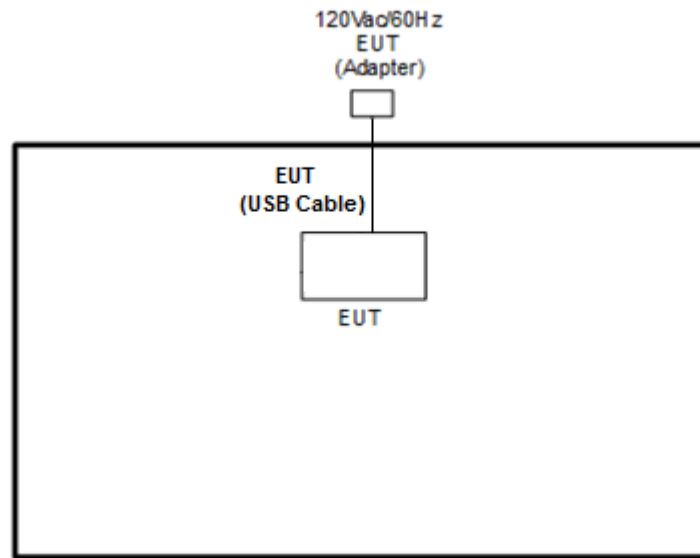 120Vac/60Hz
EUT
(Adapter)
EUT
(USB Cable)
EUT